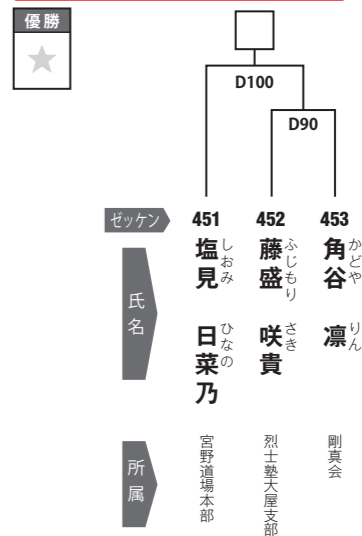 優勝
★
D100
D90
ゼッケン
451
452
453
氏名
塩見 日菜乃
しおみ ひなの
藤盛 咲貴
ふじもり さき
角谷 凛
かどや りん
所属
宮野道場本部
烈士塾大屋支部
剛真会